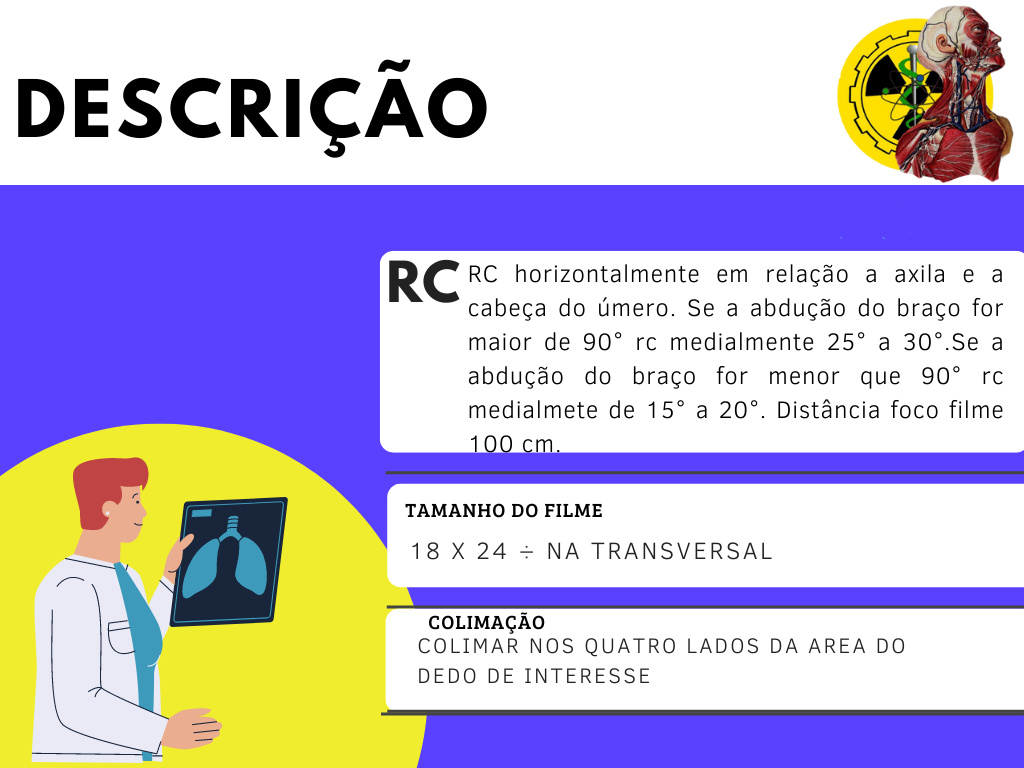 DESCRIÇÃO
RC
RC horizontalmente em relação a axila e a
cabeça do úmero. Se a abdução do braço for
maior de 90° rc medialmente 25° a 30°.Se a
abdução do braço for menor que 90° rc
medialmete de 15° a 20°. Distância foco filme
100 cm.
TAMANHO DO FILME
18 X 24 ÷ NA TRANSVERSAL
COLIMAÇÃO
COLIMAR NOS QUATRO LADOS DA AREA DO
DEDO DE INTERESSE